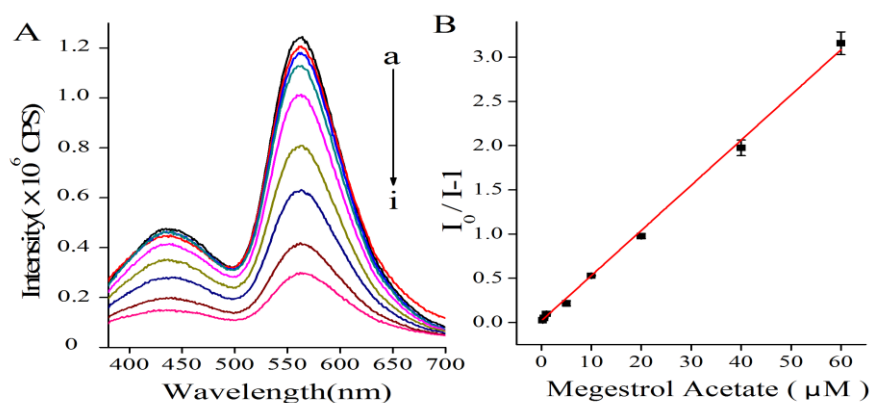 A
Intensity(x 10⁶ CPS)
1.2
1.0
0.8
0.6
0.4
0.2
0
a
i
400 450 500 550 600 650 700
Wavelength(nm)
B
I₀ / I-1
3.0
2.5
2.0
1.5
1.0
0.5
0.0
0 10 20 30 40 50 60
Megestrol Acetate ( µM )